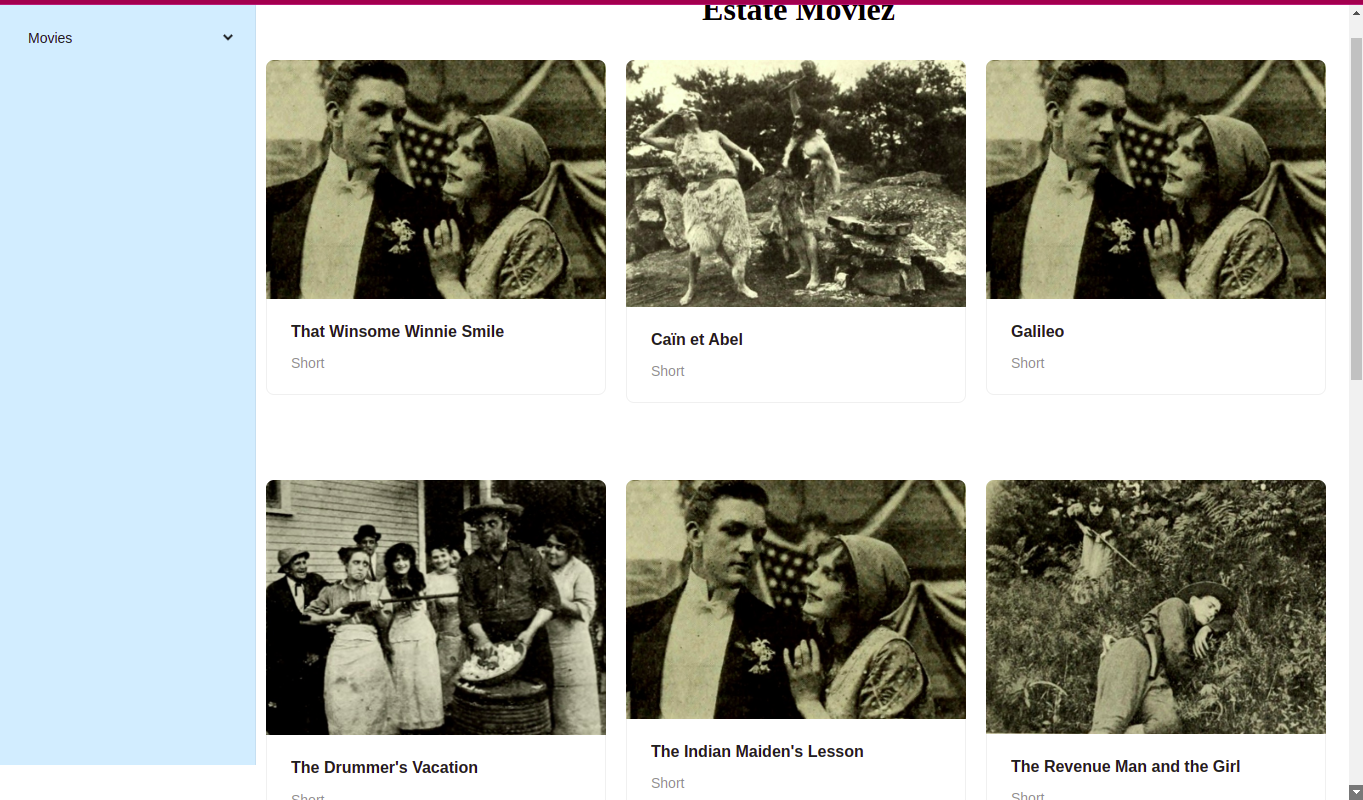 Estate Moviez
Movies
That Winsome Winnie Smile
Short
Caïn et Abel
Short
Galileo
Short
The Drummer's Vacation
Short
The Indian Maiden's Lesson
Short
The Revenue Man and the Girl
Short